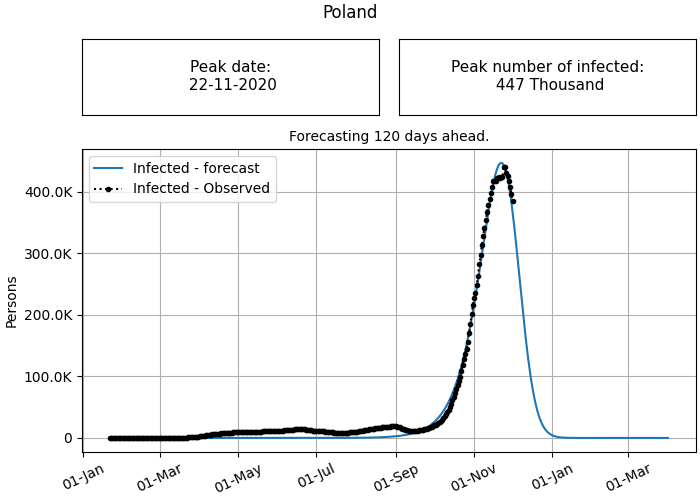 Poland
Peak date:
22-11-2020
Peak number of infected:
447 Thousand
Forecasting 120 days ahead.
Infected - forecast
Infected - Observed
400.0K
300.0K
200.0K
100.0K
0
Persons
01-Jan
01-Mar
01-May
01-Jul
01-Sep
01-Nov
01-Jan
01-Mar